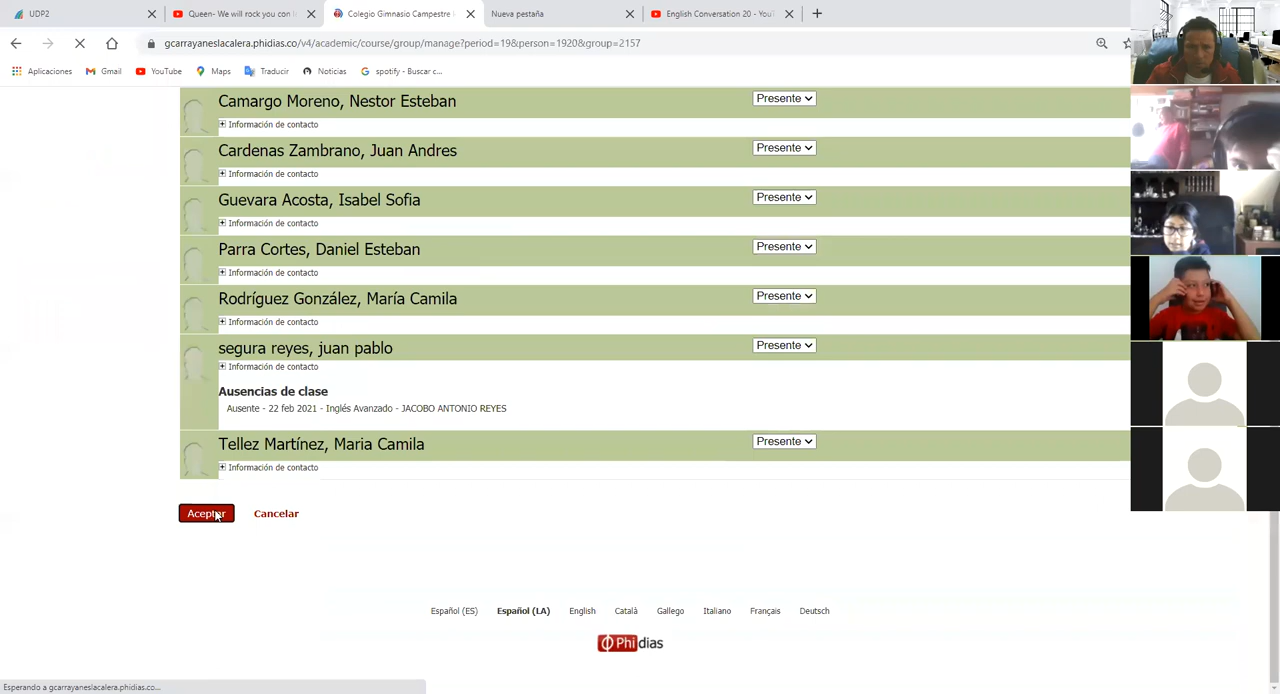 UDP2
Queen- We will rock you con l
Colegio Gimnasio Campestre
Nueva pestaña
English Conversation 20 - YouT
gcarrayaneslacalera.phidias.co/v4/academic/course/group/manage?period=19&person=1920&group=2157
Aplicaciones
Gmail
YouTube
Maps
Traducir
Noticias
spotify - Buscar c...
Camargo Moreno, Nestor Esteban
Presente
Información de contacto
Cardenas Zambrano, Juan Andres
Presente
Información de contacto
Guevara Acosta, Isabel Sofia
Presente
Información de contacto
Parra Cortes, Daniel Esteban
Presente
Información de contacto
Rodríguez González, María Camila
Presente
Información de contacto
segura reyes, juan pablo
Presente
Información de contacto
Ausencias de clase
Ausente - 22 feb 2021 - Inglés Avanzado - JACOBO ANTONIO REYES
Tellez Martínez, Maria Camila
Presente
Información de contacto
Aceptar
Cancelar
Español (ES)
Español (LA)
English
Català
Gallego
Italiano
Français
Deutsch
Phidias
Esperando a gcarrayaneslacalera.phidias.co...